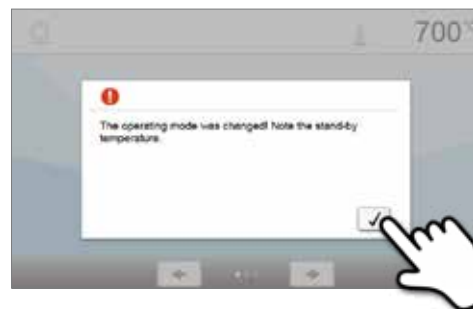 700°
The operating mode was changed! Note the stand-by
temperature.